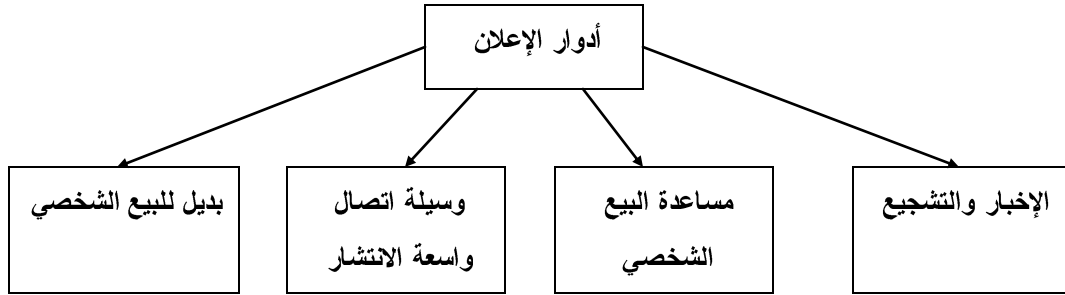 أدوار الإعلان
الإخبار والتشجيع
مساعدة البيع
الشخصي
وسيلة اتصال
واسعة الانتشار
بديل للبيع الشخصي